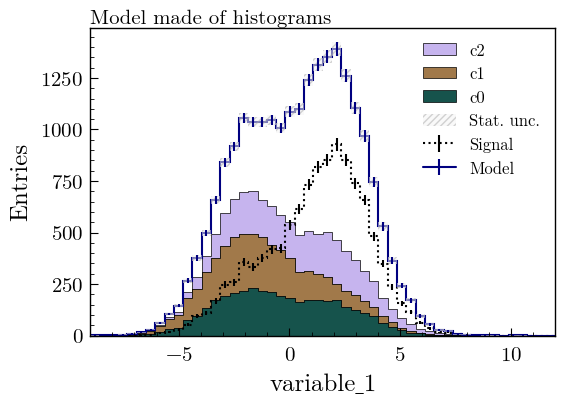 Model made of histograms
c2
c1
c0
Stat. unc.
Signal
Model
Entries
1250
1000
750
500
250
0
−5
0
5
10
variable_1